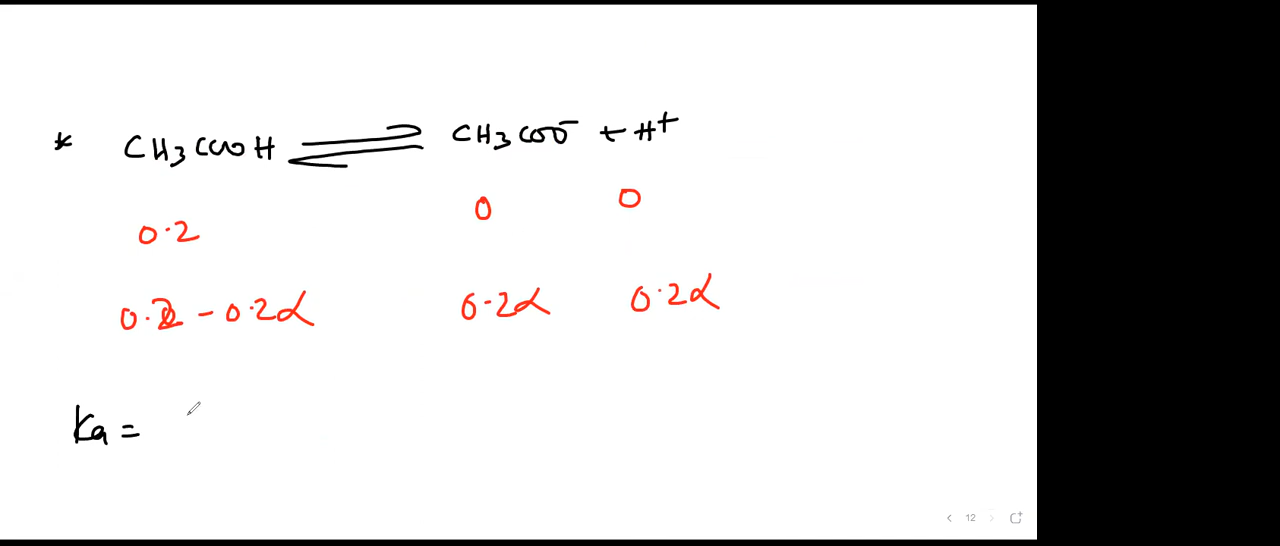 * CH3COOH ⇌ CH3COO⁻ + H⁺
0.2 0 0
0.2 - 0.2α 0.2α 0.2α
Ka =
12